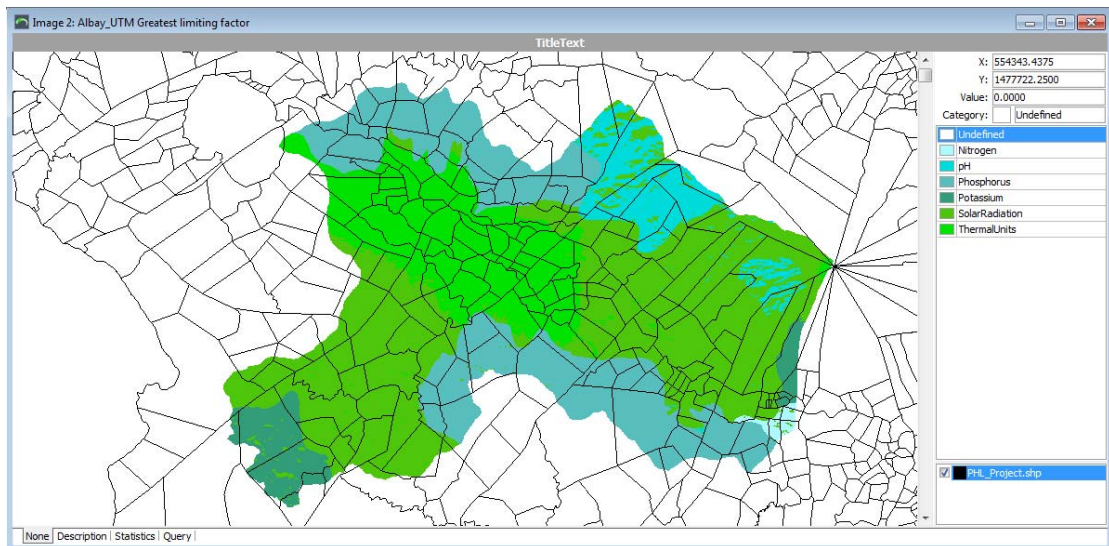 Image 2: Albay_UTM Greatest limiting factor
TitleText
X: 554343.4375
Y: 1477722.2500
Value: 0.0000
Category: Undefined
Undefined
Nitrogen
pH
Phosphorus
Potassium
SolarRadiation
ThermalUnits
PHL_Project.shp
None Description Statistics Query